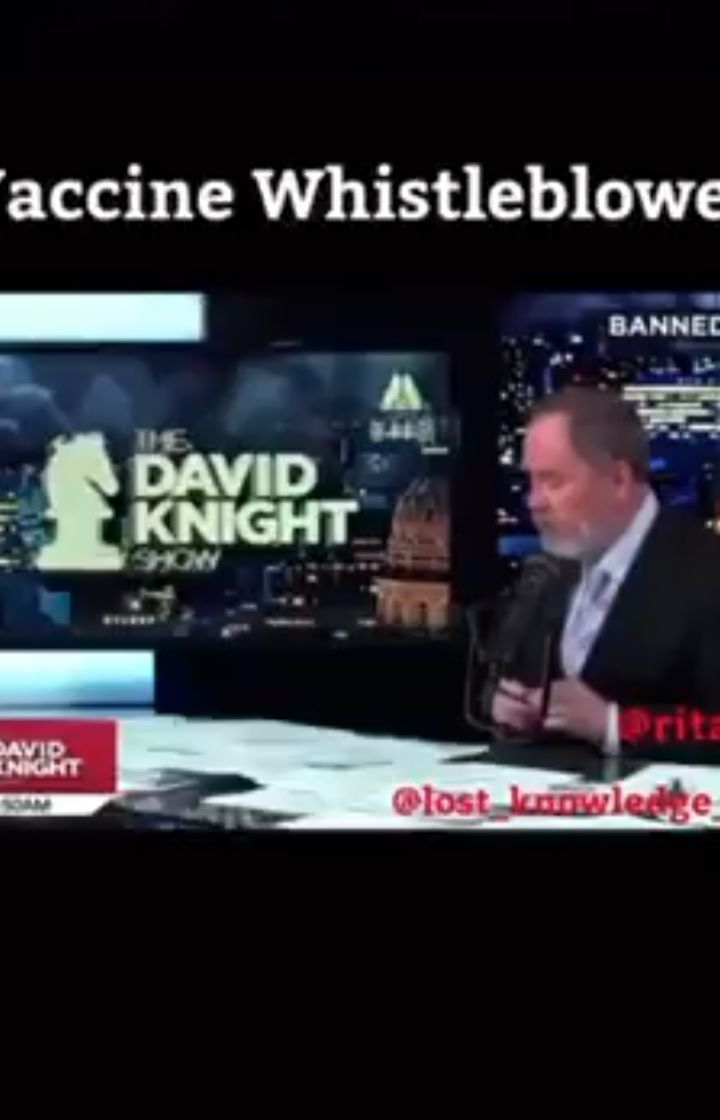 Vaccine Whistleblowe
BANNED
THE
DAVID
KNIGHT
SHOW
DAVID
KNIGHT
@rita
@lost_knowledge_